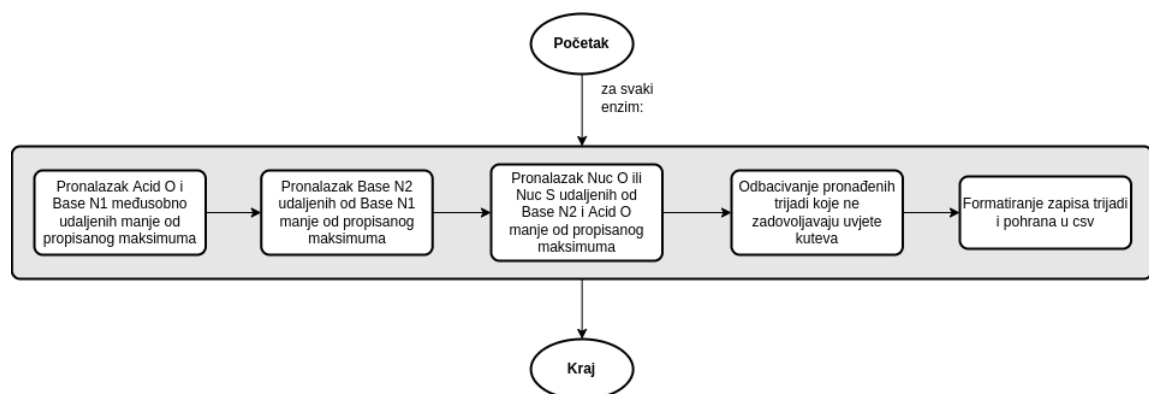 Početak
za svaki
enzim:
Pronalazak Acid O i
Base N1 međusobno
udaljenih manje od
propisanog maksimuma
Pronalazak Base N2
udaljenih od Base N1
manje od propisanog
maksimuma
Pronalazak Nuc O ili
Nuc S udaljenih od
Base N2 i Acid O
manje od propisanog
maksimuma
Odbacivanje pronađenih
trijadi koje ne
zadovoljavaju uvjete
kuteva
Formatiranje zapisa trijadi
i pohrana u csv
Kraj